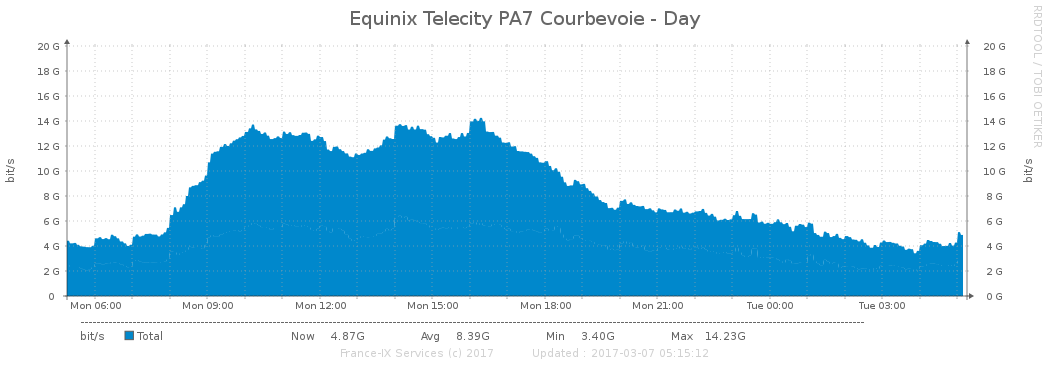 Equinix Telecity PA7 Courbevoie - Day
RRDTOOL / TOBI OETIKER
20 G 20 G
18 G 18 G
16 G 16 G
14 G 14 G
12 G 12 G
10 G 10 G
8 G 8 G
6 G 6 G
4 G 4 G
2 G 2 G
0 0 G
bit/s
bit/s
Mon 06:00 Mon 09:00 Mon 12:00 Mon 15:00 Mon 18:00 Mon 21:00 Tue 00:00 Tue 03:00
bit/s Total Now 4.87G Avg 8.39G Min 3.40G Max 14.23G
France-IX Services (c) 2017 Updated : 2017-03-07 05:15:12